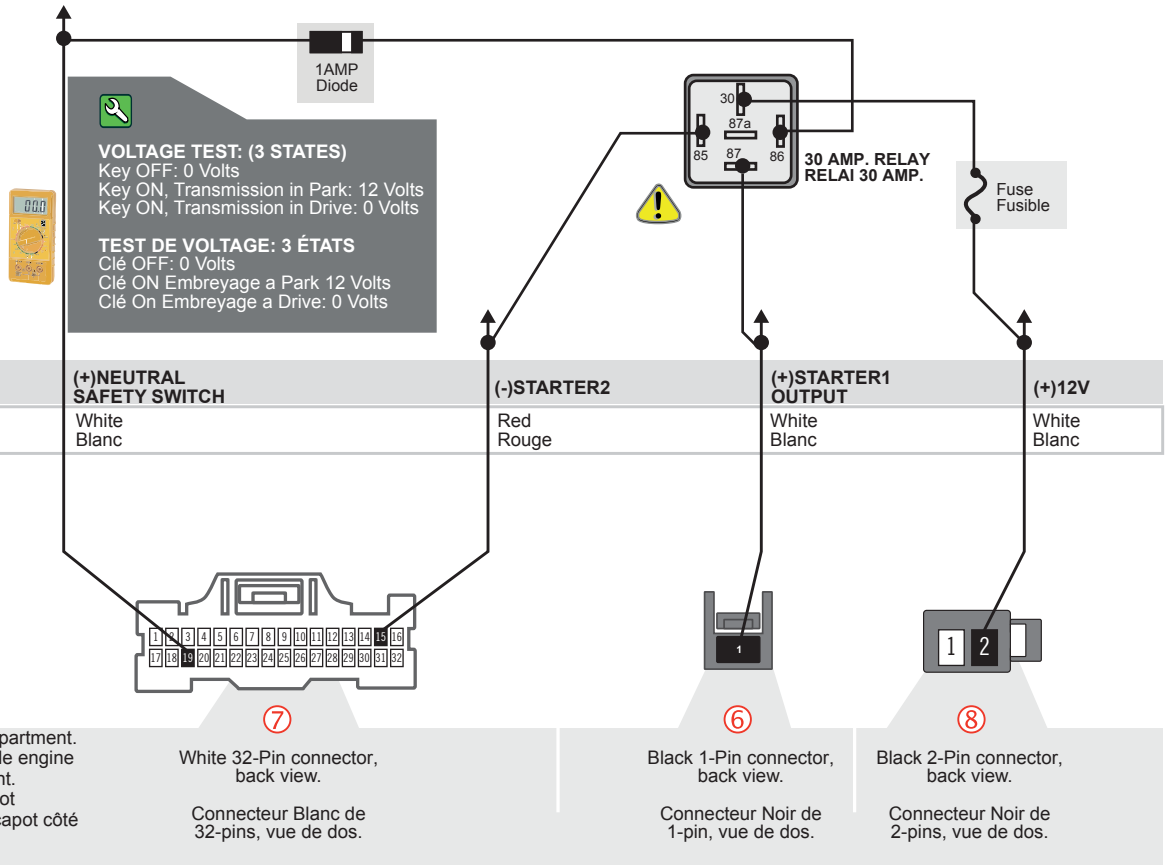 1AMP
Diode
VOLTAGE TEST: (3 STATES)
Key OFF: 0 Volts
Key ON, Transmission in Park: 12 Volts
Key ON, Transmission in Drive: 0 Volts
TEST DE VOLTAGE: 3 ÉTATS
Clé OFF: 0 Volts
Clé ON Embreyage a Park 12 Volts
Clé On Embreyage a Drive: 0 Volts
00.0
30
87a
85
87
86
30 AMP. RELAY
RELAI 30 AMP.
Fuse
Fusible
(+)NEUTRAL
SAFETY SWITCH
(-)STARTER2
(+)STARTER1
OUTPUT
(+)12V
White
Blanc
Red
Rouge
White
Blanc
White
Blanc
1 2 3 4 5 6 7 8 9 10 11 12 13 14 15 16
17 18 19 20 21 22 23 24 25 26 27 28 29 30 31 32
1
1 2
⑦
⑥
⑧
partment.
le engine
nt.
ot
capot côté
White 32-Pin connector,
back view.
Connecteur Blanc de
32-pins, vue de dos.
Black 1-Pin connector,
back view.
Connecteur Noir de
1-pin, vue de dos.
Black 2-Pin connector,
back view.
Connecteur Noir de
2-pins, vue de dos.